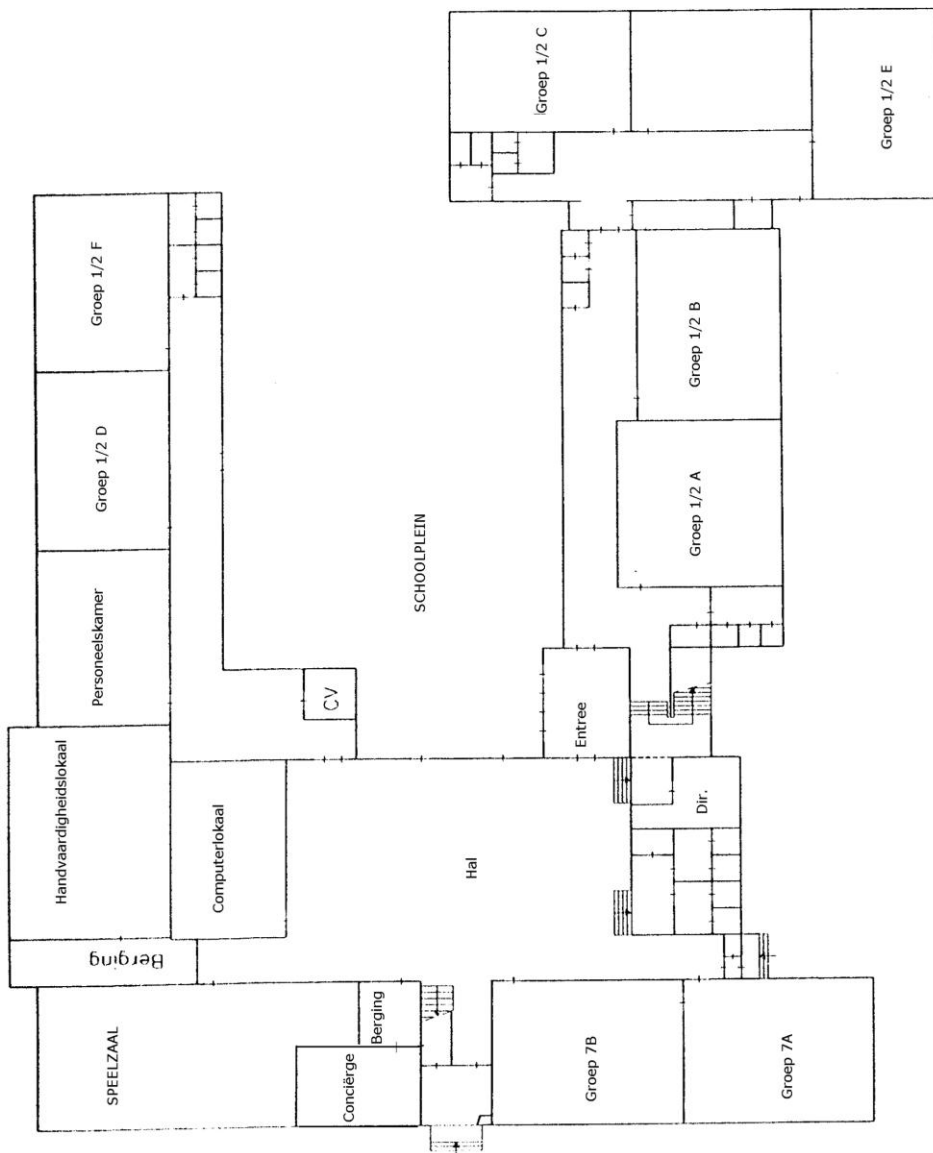 Groep 1/2 C
Groep 1/2 E
Groep 1/2 F
Groep 1/2 D
Personeelskamer
Handvaardigheidslokaal
Computerlokaal
Berging
SPEELZAAL
Conciërge
Berging
CV
SCHOOLPLEIN
Hal
Entree
Dir.
Groep 1/2 B
Groep 1/2 A
Groep 7B
Groep 7A